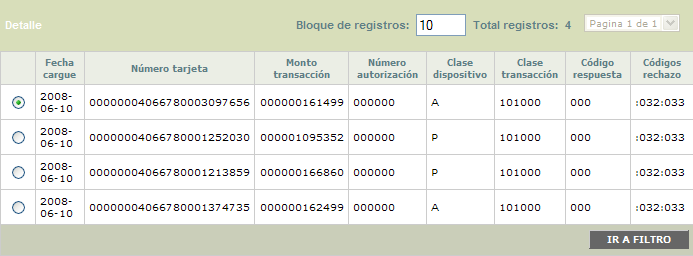 Detalle Bloque de registros: 10 Total registros: 4 Pagina 1 de 1
Fecha cargue Número tarjeta Monto transacción Número autorización Clase dispositivo Clase transacción Código respuesta Códigos rechazo
2008-06-10 00000004066780003097656 000000161499 000000 A 101000 000 :032:033
2008-06-10 00000004066780001252030 000001095352 000000 P 101000 000 :032:033
2008-06-10 00000004066780001213859 000000166860 000000 P 101000 000 :032:033
2008-06-10 00000004066780001374735 000000162499 000000 A 101000 000 :032:033
IR A FILTRO